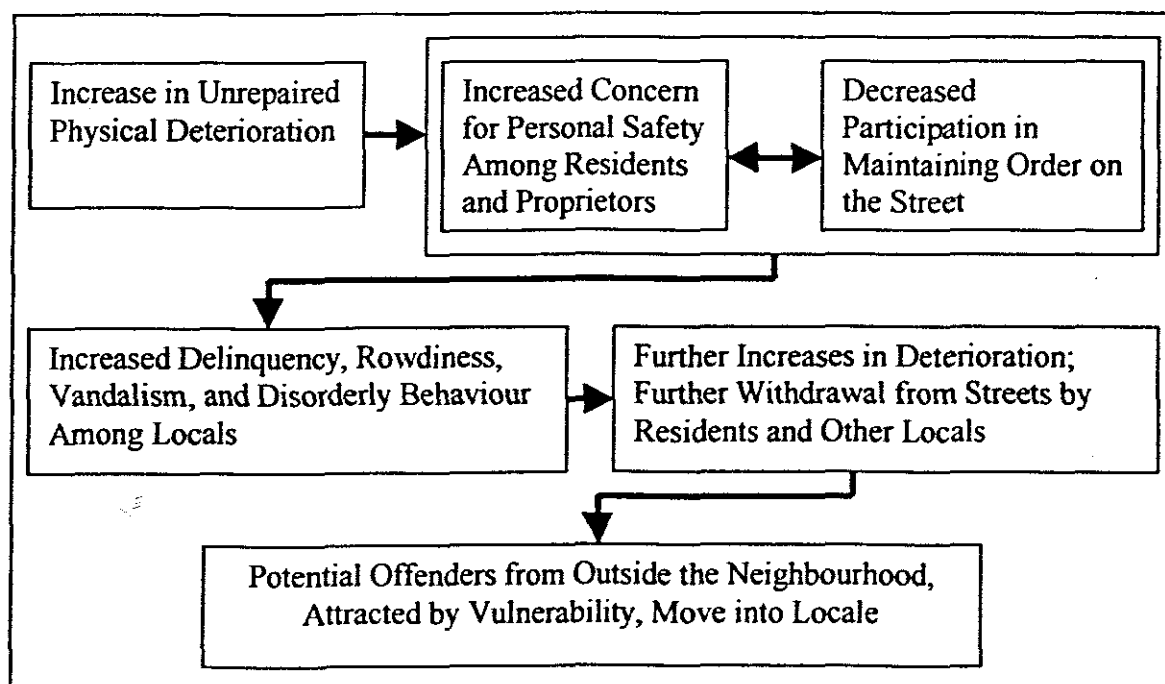 Increase in Unrepaired
Physical Deterioration
Increased Concern
for Personal Safety
Among Residents
and Proprietors
Decreased
Participation in
Maintaining Order on
the Street
Increased Delinquency, Rowdiness,
Vandalism, and Disorderly Behaviour
Among Locals
Further Increases in Deterioration;
Further Withdrawal from Streets by
Residents and Other Locals
Potential Offenders from Outside the Neighbourhood,
Attracted by Vulnerability, Move into Locale